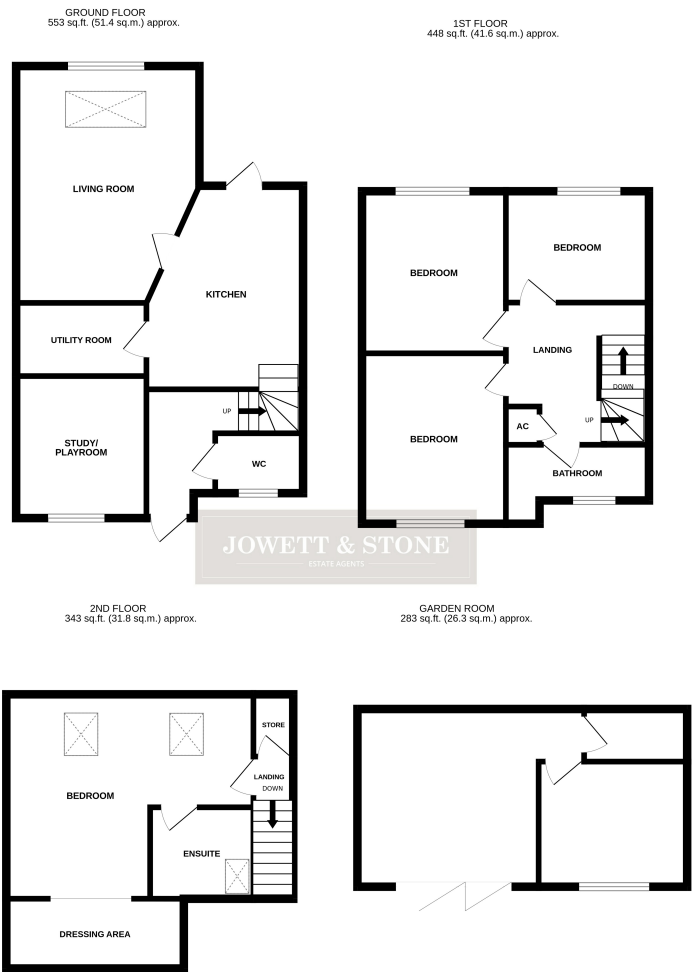 GROUND FLOOR
553 sq.ft. (51.4 sq.m.) approx.
1ST FLOOR
448 sq.ft. (41.6 sq.m.) approx.
LIVING ROOM
KITCHEN
UTILITY ROOM
UP
STUDY/
PLAYROOM
WC
BEDROOM
BEDROOM
LANDING
DOWN
BEDROOM
AC
UP
BATHROOM
JOWETT & STONE
ESTATE AGENTS
2ND FLOOR
343 sq.ft. (31.8 sq.m.) approx.
GARDEN ROOM
283 sq.ft. (26.3 sq.m.) approx.
STORE
LANDING
DOWN
BEDROOM
ENSUITE
DRESSING AREA